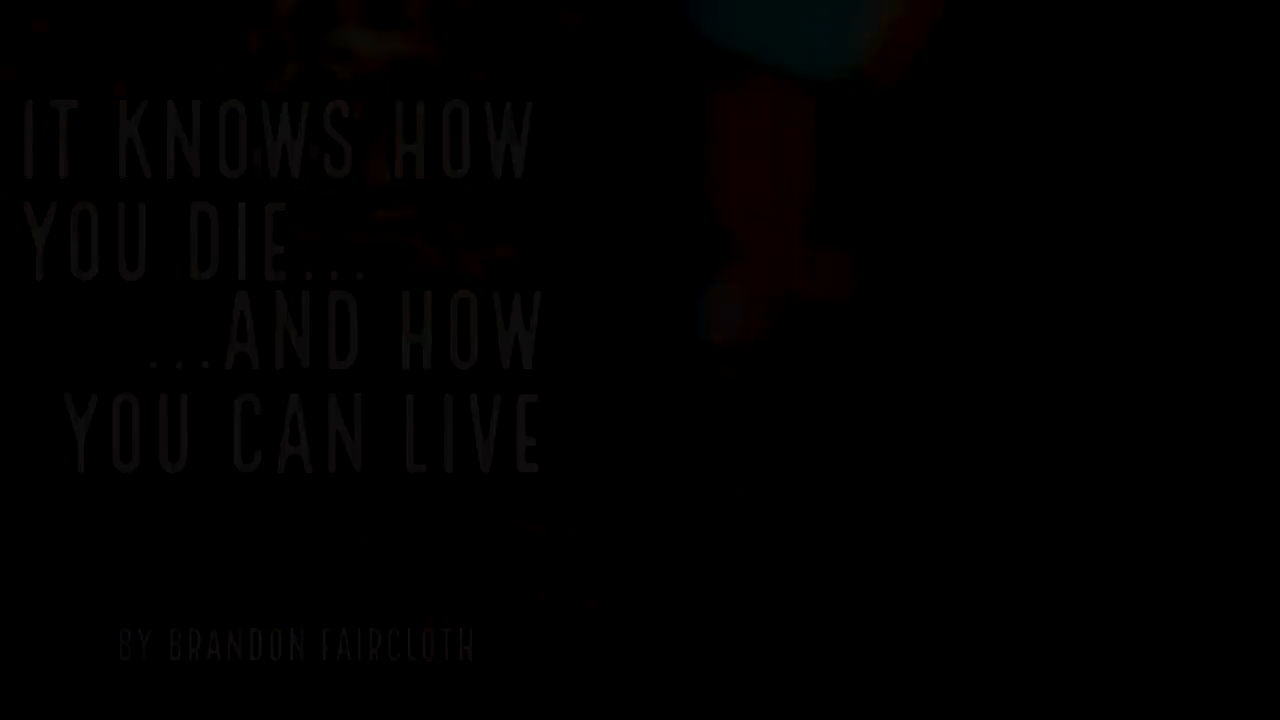 IT KNOWS HOW
YOU DIE...
...AND HOW
YOU CAN LIVE
BY BRANDON FAIRCLOTH